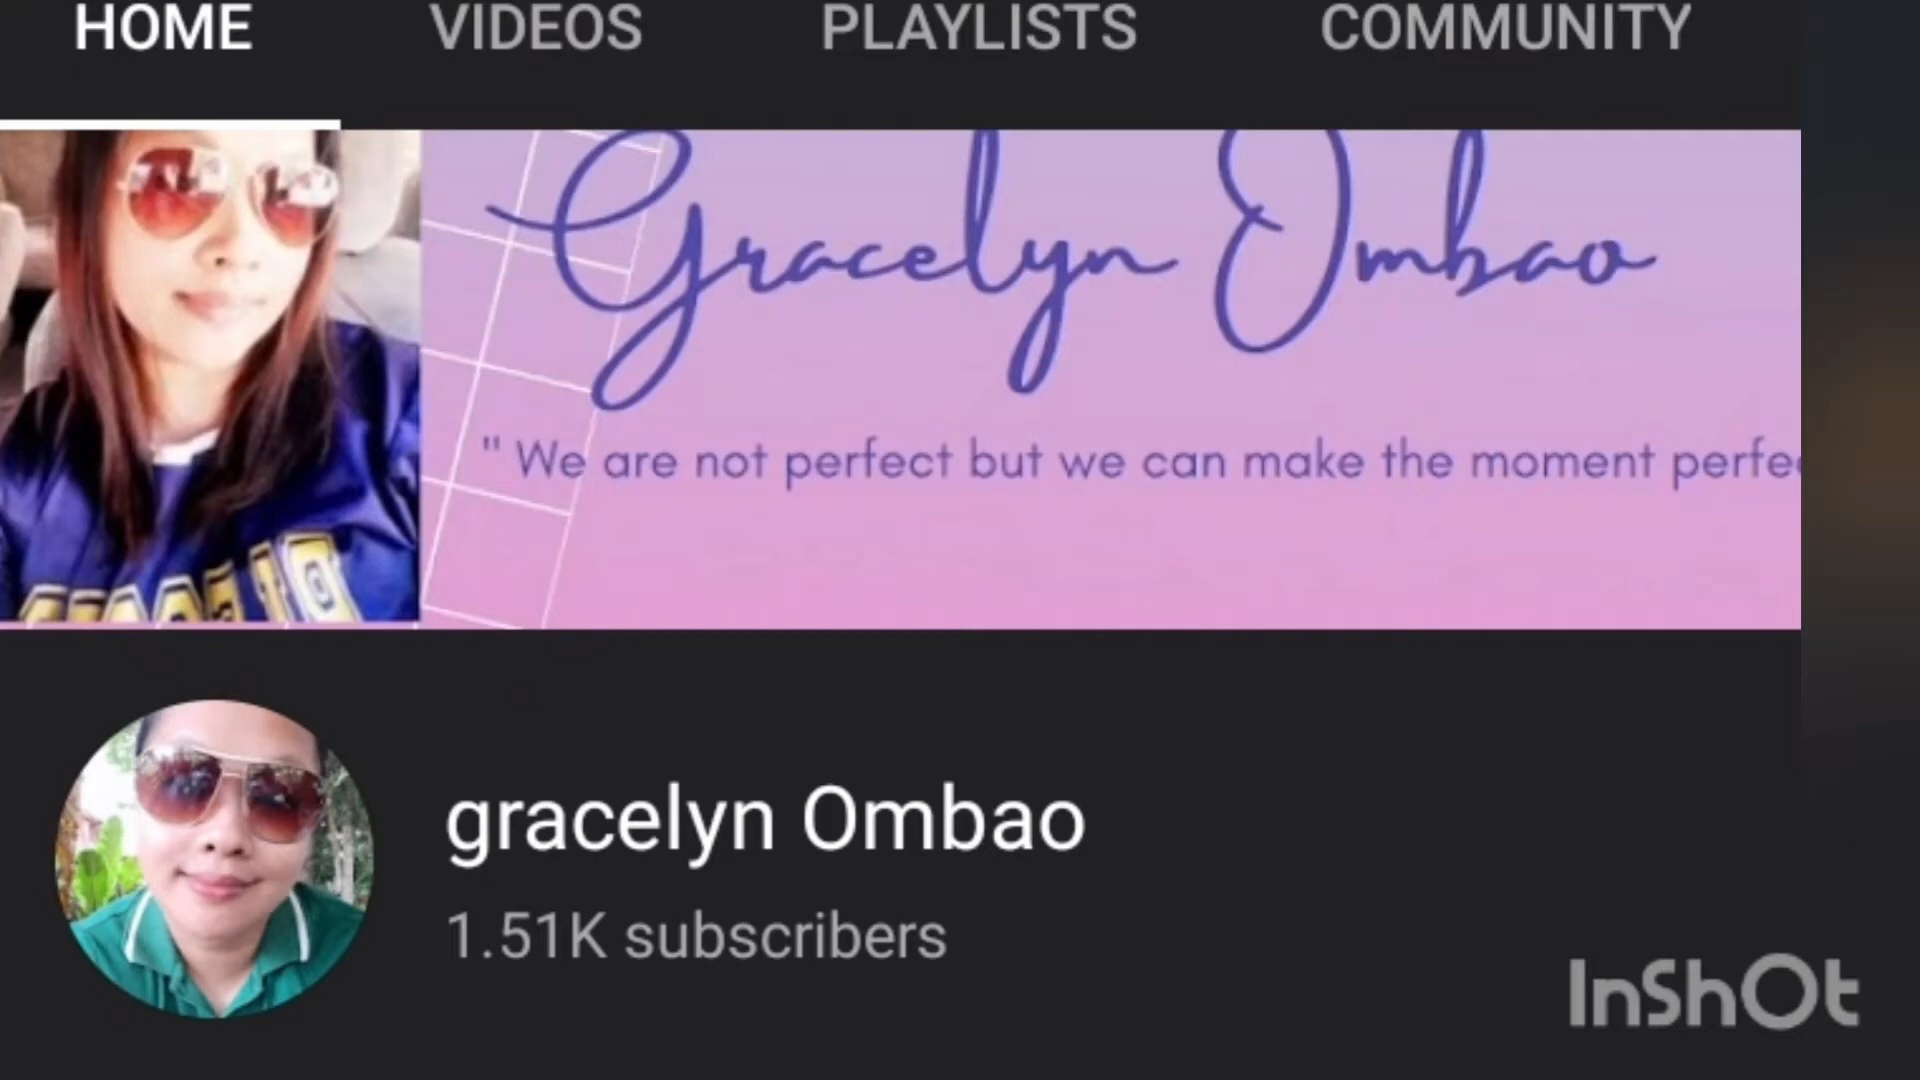 HOME VIDEOS PLAYLISTS COMMUNITY
Gracelyn Ombao
" We are not perfect but we can make the moment
gracelyn Ombao
1.51K subscribers
InShOt